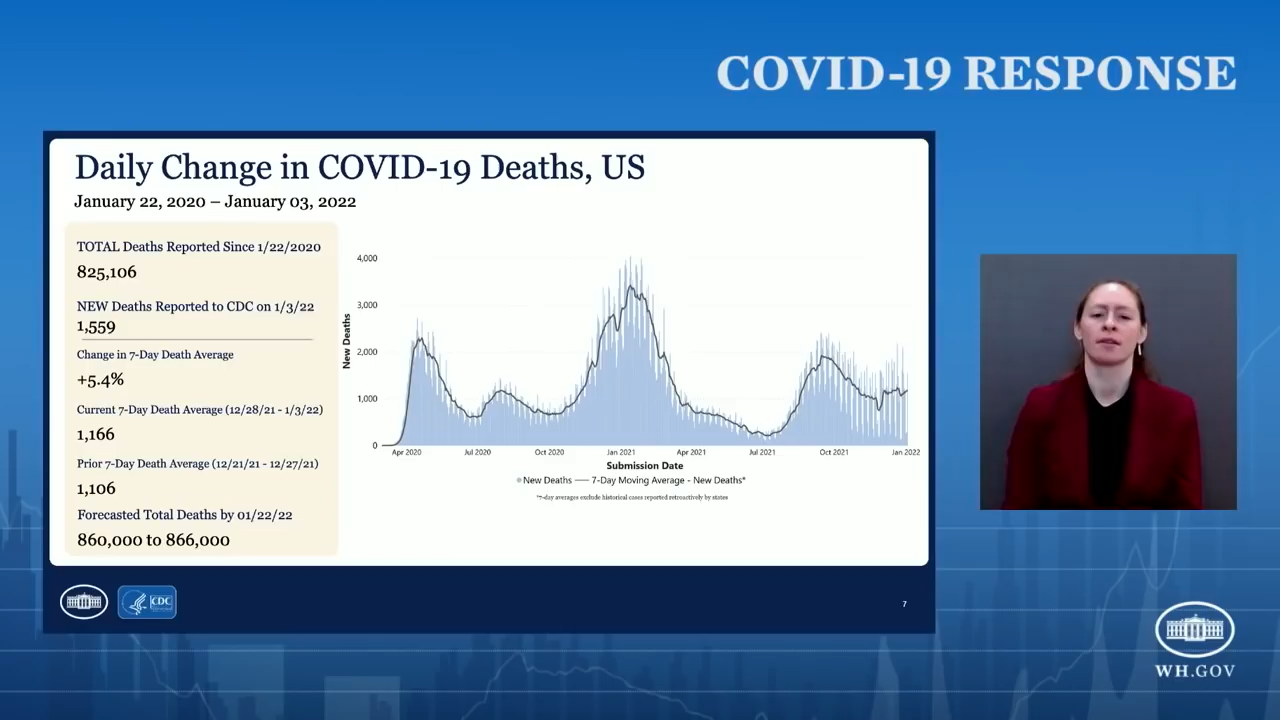 COVID-19 RESPONSE
Daily Change in COVID-19 Deaths, US
January 22, 2020 – January 03, 2022
TOTAL Deaths Reported Since 1/22/2020
825,106
NEW Deaths Reported to CDC on 1/3/22
1,559
Change in 7-Day Death Average
+5.4%
Current 7-Day Death Average (12/28/21 - 1/3/22)
1,166
Prior 7-Day Death Average (12/21/21 - 12/27/21)
1,106
Forecasted Total Deaths by 01/22/22
860,000 to 866,000
New Deaths
4,000
3,000
2,000
1,000
0
Apr 2020 Jul 2020 Oct 2020 Jan 2021 Apr 2021 Jul 2021 Oct 2021 Jan 2022
Submission Date
New Deaths 7-Day Moving Average - New Deaths*
*7-day averages exclude historical cases reported retroactively by states
CDC
7
WH.GOV